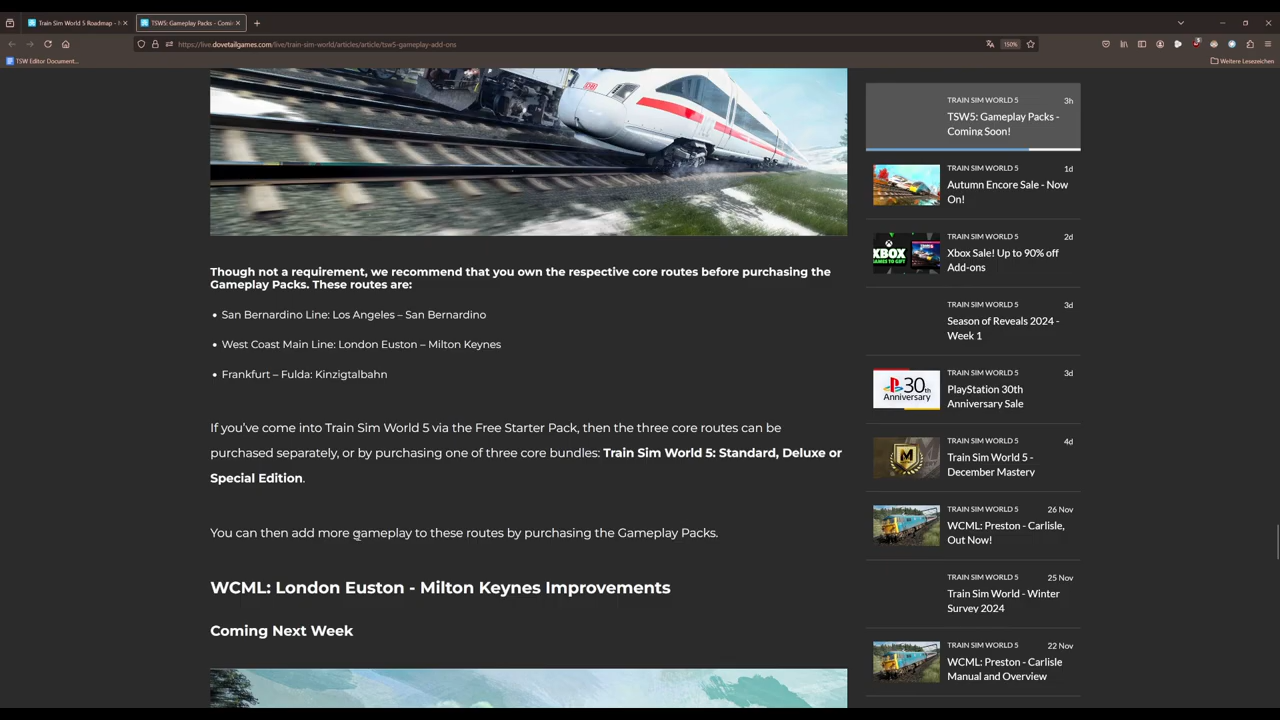 Train Sim World 5 Roadmap -
TSW5: Gameplay Packs - Comi
https://live.dovetailgames.com/live/train-sim-world/articles/article/tsw5-gameplay-add-ons
150%
TSW Editor Document...
Weitere Lesezeichen
Though not a requirement, we recommend that you own the respective core routes before purchasing the
Gameplay Packs. These routes are:
• San Bernardino Line: Los Angeles – San Bernardino
• West Coast Main Line: London Euston – Milton Keynes
• Frankfurt – Fulda: Kinzigtalbahn
If you've come into Train Sim World 5 via the Free Starter Pack, then the three core routes can be
purchased separately, or by purchasing one of three core bundles: Train Sim World 5: Standard, Deluxe or
Special Edition.
You can then add more gameplay to these routes by purchasing the Gameplay Packs.
WCML: London Euston - Milton Keynes Improvements
Coming Next Week
TRAIN SIM WORLD 5 3h
TSW5: Gameplay Packs -
Coming Soon!
TRAIN SIM WORLD 5 1d
Autumn Encore Sale - Now
On!
XBOX
GAMES TO GIFT
TRAIN SIM WORLD 5 2d
Xbox Sale! Up to 90% off
Add-ons
TRAIN SIM WORLD 5 3d
Season of Reveals 2024 -
Week 1
30th
Anniversary
TRAIN SIM WORLD 5 3d
PlayStation 30th
Anniversary Sale
M
TRAIN SIM WORLD 5 4d
Train Sim World 5 -
December Mastery
TRAIN SIM WORLD 5 26 Nov
WCML: Preston - Carlisle,
Out Now!
TRAIN SIM WORLD 5 25 Nov
Train Sim World - Winter
Survey 2024
TRAIN SIM WORLD 5 22 Nov
WCML: Preston - Carlisle
Manual and Overview